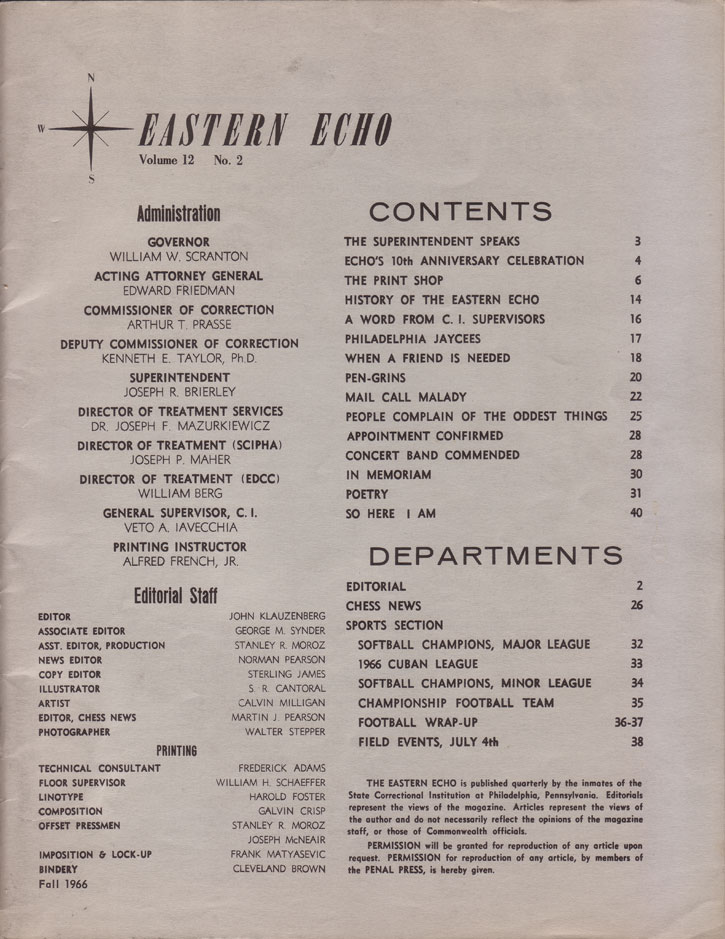 N
W
S
EASTERN ECHO
Volume 12 No. 2
Administration
GOVERNOR
WILLIAM W. SCRANTON
ACTING ATTORNEY GENERAL
EDWARD FRIEDMAN
COMMISSIONER OF CORRECTION
ARTHUR T. PRASSE
DEPUTY COMMISSIONER OF CORRECTION
KENNETH E. TAYLOR, Ph.D.
SUPERINTENDENT
JOSEPH R. BRIERLEY
DIRECTOR OF TREATMENT SERVICES
DR. JOSEPH F. MAZURKIEWICZ
DIRECTOR OF TREATMENT (SCIPHA)
JOSEPH P. MAHER
DIRECTOR OF TREATMENT (EDCC)
WILLIAM BERG
GENERAL SUPERVISOR, C. I.
VETO A. IAVECCHIA
PRINTING INSTRUCTOR
ALFRED FRENCH, JR.
Editorial Staff
EDITOR JOHN KLAUZENBERG
ASSOCIATE EDITOR GEORGE M. SYNDER
ASST. EDITOR, PRODUCTION STANLEY R. MOROZ
NEWS EDITOR NORMAN PEARSON
COPY EDITOR STERLING JAMES
ILLUSTRATOR S. R. CANTORAL
ARTIST CALVIN MILLIGAN
EDITOR, CHESS NEWS MARTIN J. PEARSON
PHOTOGRAPHER WALTER STEPPER
PRINTING
TECHNICAL CONSULTANT FREDERICK ADAMS
FLOOR SUPERVISOR WILLIAM H. SCHAEFFER
LINOTYPE HAROLD FOSTER
COMPOSITION GALVIN CRISP
OFFSET PRESSMEN STANLEY R. MOROZ
JOSEPH McNEAIR
IMPOSITION & LOCK-UP FRANK MATYASEVIC
BINDERY CLEVELAND BROWN
Fall 1966
CONTENTS
THE SUPERINTENDENT SPEAKS 3
ECHO'S 10th ANNIVERSARY CELEBRATION 4
THE PRINT SHOP 6
HISTORY OF THE EASTERN ECHO 14
A WORD FROM C. I. SUPERVISORS 16
PHILADELPHIA JAYCEES 17
WHEN A FRIEND IS NEEDED 18
PEN-GRINS 20
MAIL CALL MALADY 22
PEOPLE COMPLAIN OF THE ODDEST THINGS 25
APPOINTMENT CONFIRMED 28
CONCERT BAND COMMENDED 28
IN MEMORIAM 30
POETRY 31
SO HERE I AM 40
DEPARTMENTS
EDITORIAL 2
CHESS NEWS 26
SPORTS SECTION
SOFTBALL CHAMPIONS, MAJOR LEAGUE 32
1966 CUBAN LEAGUE 33
SOFTBALL CHAMPIONS, MINOR LEAGUE 34
CHAMPIONSHIP FOOTBALL TEAM 35
FOOTBALL WRAP-UP 36-37
FIELD EVENTS, JULY 4th 38
THE EASTERN ECHO is published quarterly by the inmates of the
State Correctional Institution at Philadelphia, Pennsylvania. Editorials
represent the views of the magazine. Articles represent the views of
the author and do not necessarily reflect the opinions of the magazine
staff, or those of Commonwealth officials.
PERMISSION will be granted for reproduction of any article upon
request. PERMISSION for reproduction of any article, by members of
the PENAL PRESS, is hereby given.